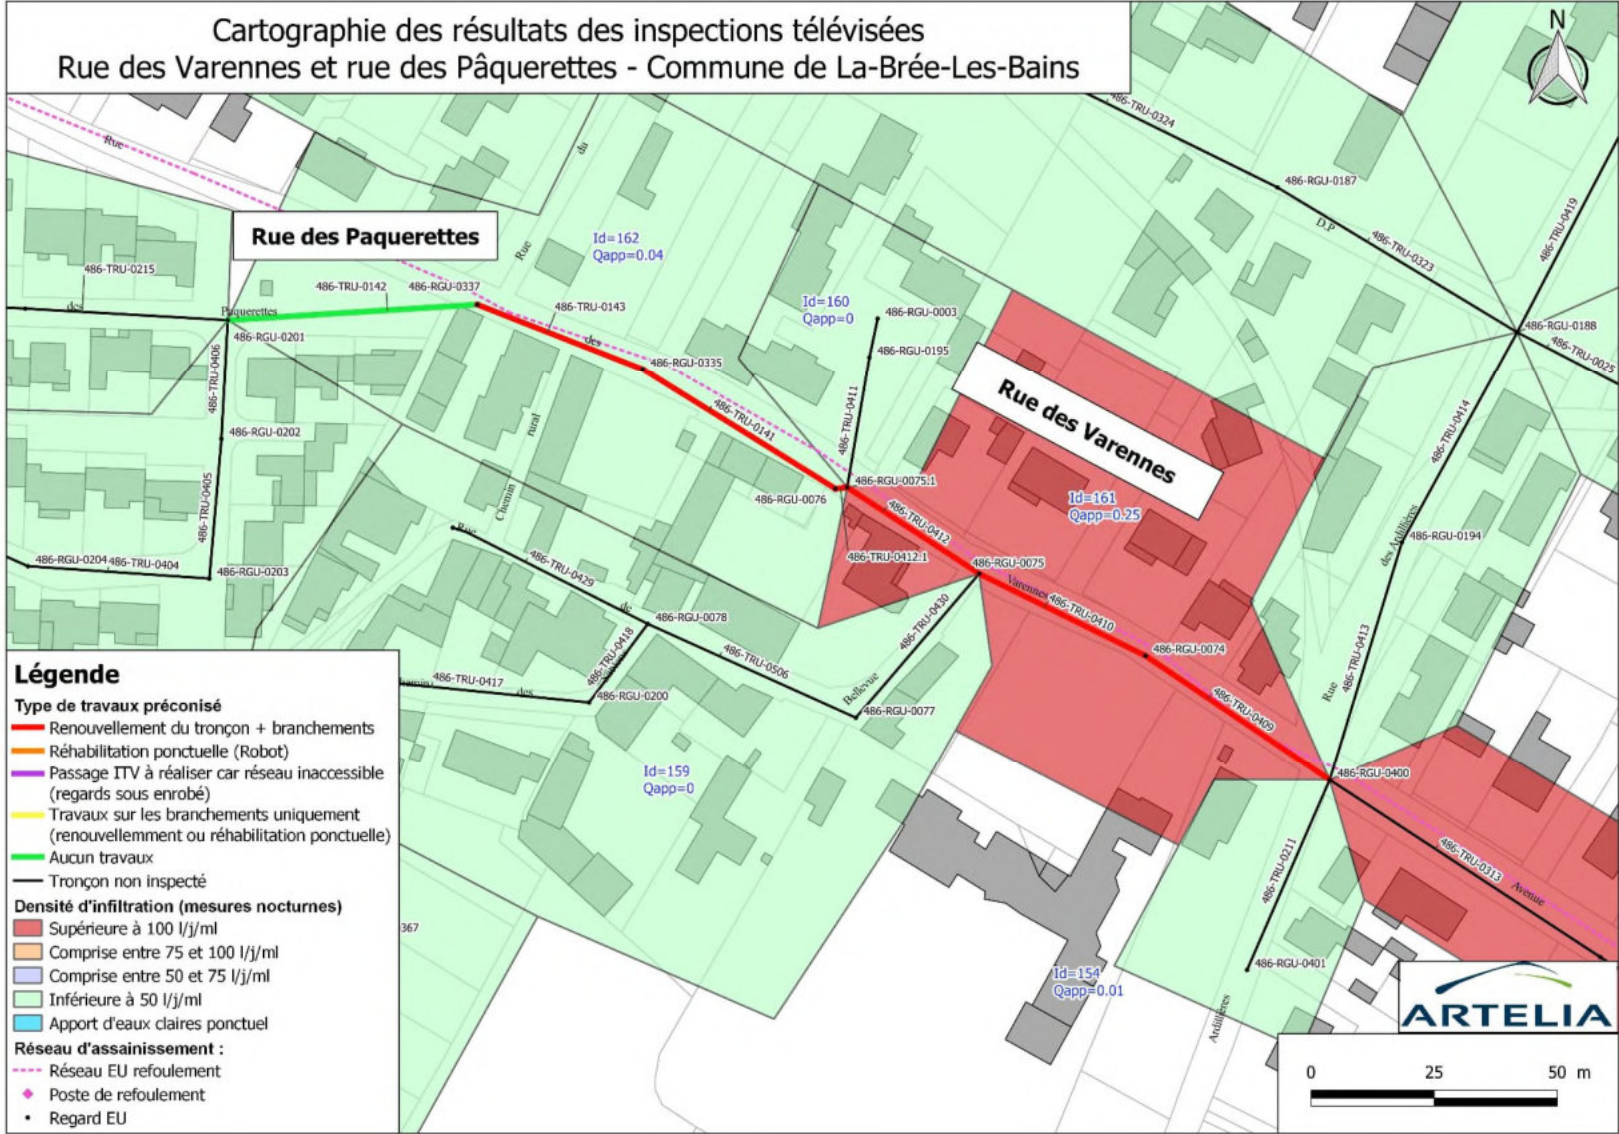 Cartographie des résultats des inspections télévisées
Rue des Varennes et rue des Pâquerettes - Commune de La-Brée-Les-Bains
N
486-TRU-0324
Rue
du
486-RGU-0187
486-TRU-0419
Rue des Paquerettes
D.P
486-TRU-0323
Id=162
Qapp=0.04
Rue
486-TRU-0215
486-TRU-0142
486-RGU-0337
486-TRU-0143
Id=160
Qapp=0
486-RGU-0003
des
Paquerettes
486-RGU-0201
des
486-RGU-0188
486-TRU-0025
486-RGU-0195
486-RGU-0335
486-TRU-0406
486-TRU-0411
Rue des Varennes
486-TRU-0141
486-TRU-0414
486-RGU-0202
rural
486-RGU-0075.1
486-RGU-0076
Id=161
Qapp=0.25
486-TRU-0405
Chemin
486-TRU-0412
Rue
des Ardillières
486-RGU-0194
486-RGU-0204
486-TRU-0404
486-RGU-0203
486-TRU-0429
486-TRU-0412.1
486-RGU-0075
Varennes
486-TRU-0410
de
486-RGU-0078
486-TRU-0430
486-TRU-0418
486-RGU-0074
486-TRU-0413
486-TRU-0506
486-TRU-0417
des
486-RGU-0200
Bellevue
486-RGU-0077
486-TRU-0409
Rue
Id=159
Qapp=0
486-RGU-0400
486-TRU-0211
486-TRU-0313
Avenue
367
Id=154
Qapp=0.01
486-RGU-0401
Ardillières
Légende
Type de travaux préconisé
Renouvellement du tronçon + branchements
Réhabilitation ponctuelle (Robot)
Passage ITV à réaliser car réseau inaccessible
(regards sous enrobé)
Travaux sur les branchements uniquement
(renouvellemment ou réhabilitation ponctuelle)
Aucun travaux
Tronçon non inspecté
Densité d'infiltration (mesures nocturnes)
Supérieure à 100 l/j/ml
Comprise entre 75 et 100 l/j/ml
Comprise entre 50 et 75 l/j/ml
Inférieure à 50 l/j/ml
Apport d'eaux claires ponctuel
Réseau d'assainissement :
Réseau EU refoulement
Poste de refoulement
Regard EU
ARTELIA
0 25 50 m